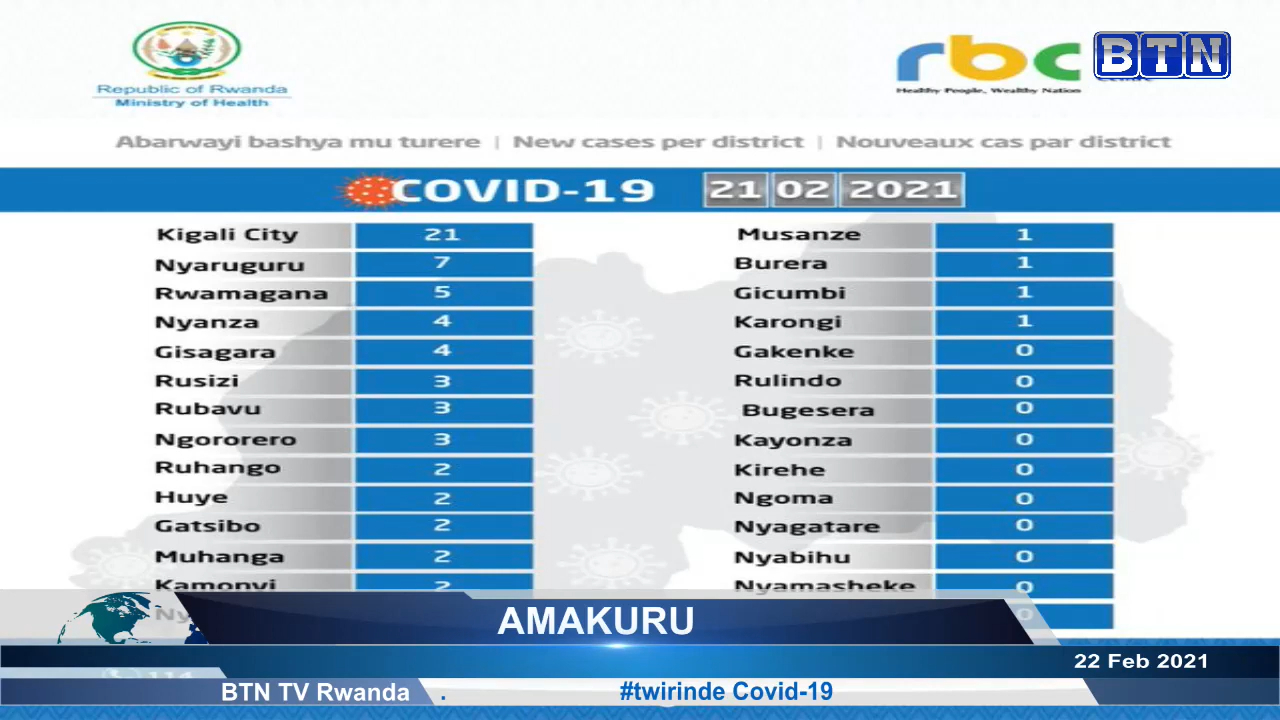 Republic of Rwanda
Ministry of Health
rbc
Healthy People, Wealthy Nation
BTN
Abarwayi bashya mu turere | New cases per district | Nouveaux cas par district
COVID-19 21 02 2021
Kigali City 21
Nyaruguru 7
Rwamagana 5
Nyanza 4
Gisagara 4
Rusizi 3
Rubavu 3
Ngororero 3
Ruhango 2
Huye 2
Gatsibo 2
Muhanga 2
Kamonyi 2
Ny
Musanze 1
Burera 1
Gicumbi 1
Karongi 1
Gakenke 0
Rulindo 0
Bugesera 0
Kayonza 0
Kirehe 0
Ngoma 0
Nyagatare 0
Nyabihu 0
Nyamasheke 0
0
AMAKURU
22 Feb 2021
114
BTN TV Rwanda .
#twirinde Covid-19